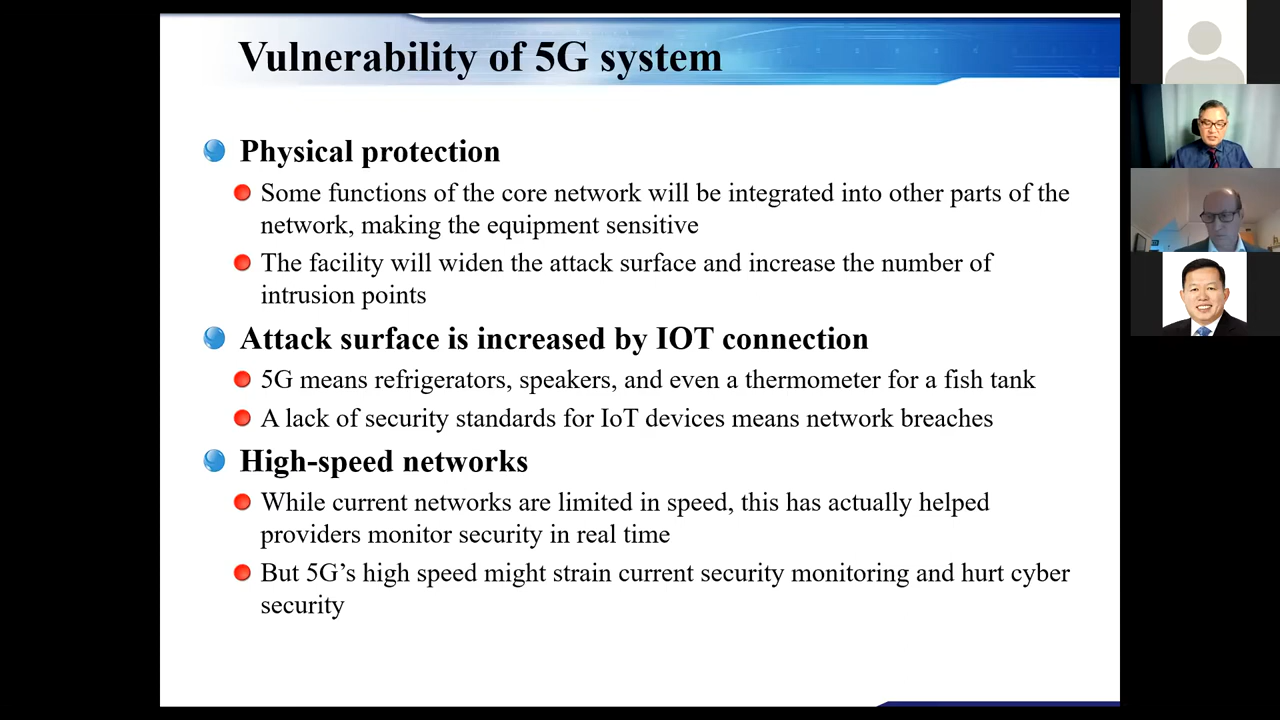 Vulnerability of 5G system
Physical protection
Some functions of the core network will be integrated into other parts of the
network, making the equipment sensitive
The facility will widen the attack surface and increase the number of
intrusion points
Attack surface is increased by IOT connection
5G means refrigerators, speakers, and even a thermometer for a fish tank
A lack of security standards for IoT devices means network breaches
High-speed networks
While current networks are limited in speed, this has actually helped
providers monitor security in real time
But 5G’s high speed might strain current security monitoring and hurt cyber
security